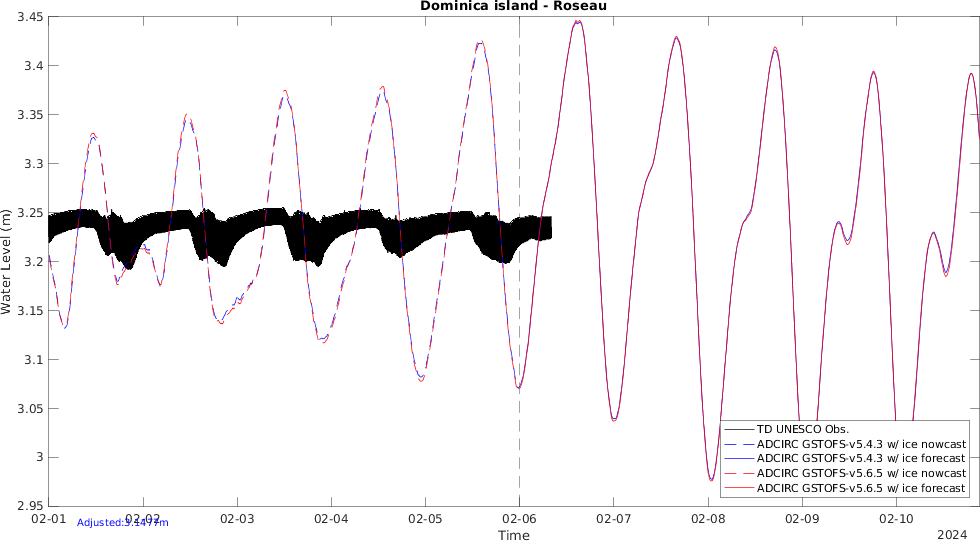 Dominica island - Roseau
3.45
3.4
3.35
3.3
3.25
3.2
3.15
3.1
3.05
3
2.95
Water Level (m)
TD UNESCO Obs.
ADCIRC GSTOFS-v5.4.3 w/ ice nowcast
ADCIRC GSTOFS-v5.4.3 w/ ice forecast
ADCIRC GSTOFS-v5.6.5 w/ ice nowcast
ADCIRC GSTOFS-v5.6.5 w/ ice forecast
02-01 02-02 02-03 02-04 02-05 02-06 02-07 02-08 02-09 02-10
Adjusted:3.1477m
Time
2024